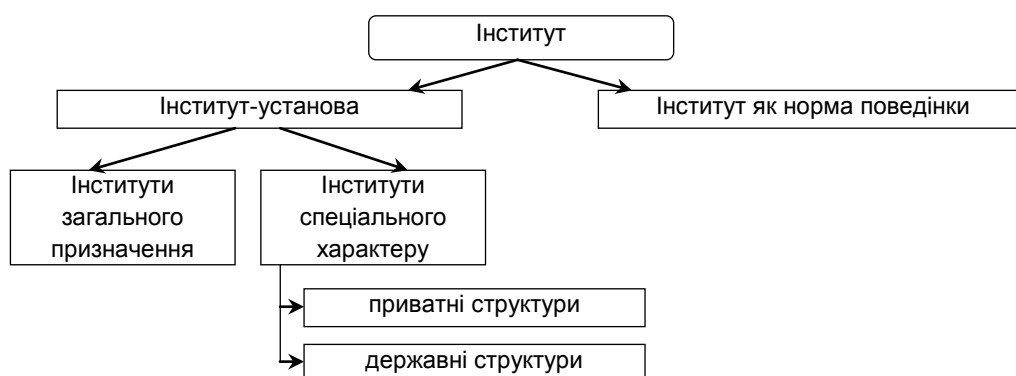 Інститут
Інститут-установа
Інститут як норма поведінки
Інститути
загального
призначення
Інститути
спеціального
характеру
приватні структури
державні структури